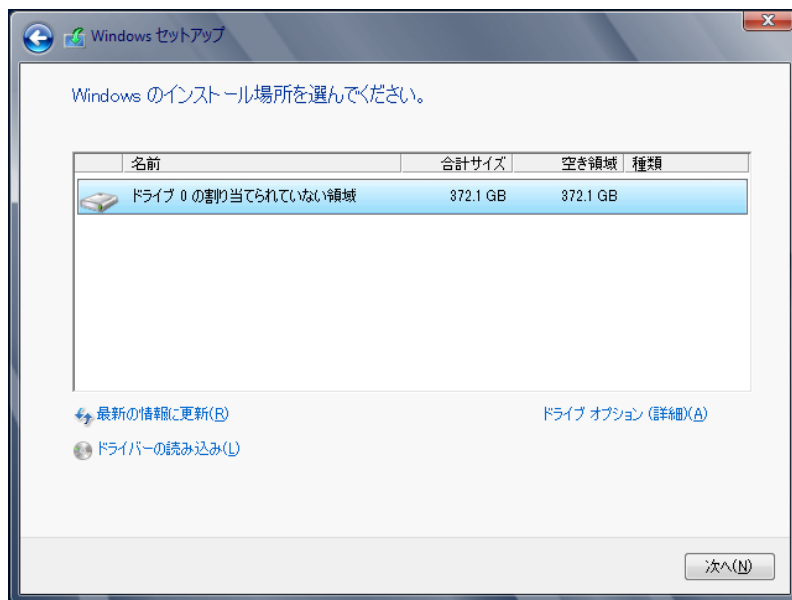 Windows セットアップ
Windows のインストール場所を選んでください。
名前 合計サイズ 空き領域 種類
ドライブ 0 の割り当てられていない領域 372.1 GB 372.1 GB
最新の情報に更新(R) ドライブ オプション (詳細)(A)
ドライバーの読み込み(L)
次へ(N)